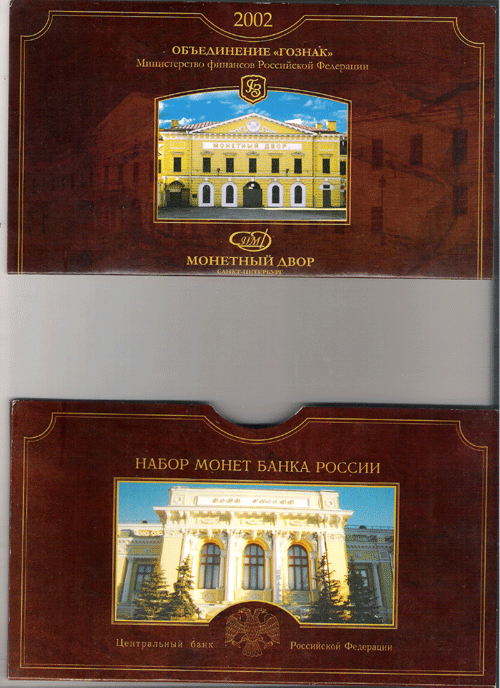 2002
ОБЪЕДИНЕНИЕ «ГОЗНАК»
Министерство финансов Российской Федерации
ГЗ
МОНЕТНЫЙ ДВОР
МОНЕТНЫЙ ДВОР
САНКТ-ПЕТЕРБУРГ
НАБОР МОНЕТ БАНКА РОССИИ
Центральный банк Российской Федерации